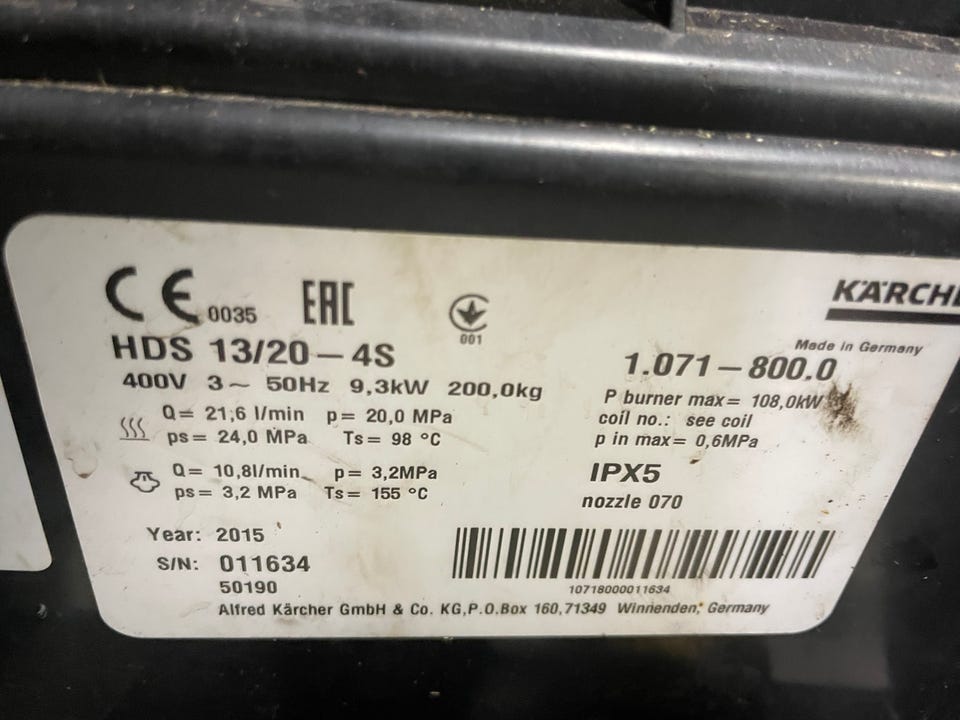 CE 0035 EAC 001 KÄRCHE
Made in Germany
HDS 13/20-4S 1.071-800.0
400V 3~ 50Hz 9,3kW 200,0kg
P burner max= 108,0kW
Q= 21,6 l/min p= 20,0 MPa
coil no.: see coil
ps= 24,0 MPa Ts= 98 °C
p in max= 0,6MPa
Q= 10,8l/min p= 3,2MPa
IPX5
ps= 3,2 MPa Ts= 155 °C
nozzle 070
Year: 2015
S/N: 011634
50190
10718000011634
Alfred Kärcher GmbH & Co. KG,P.O.Box 160,71349 Winnenden, Germany